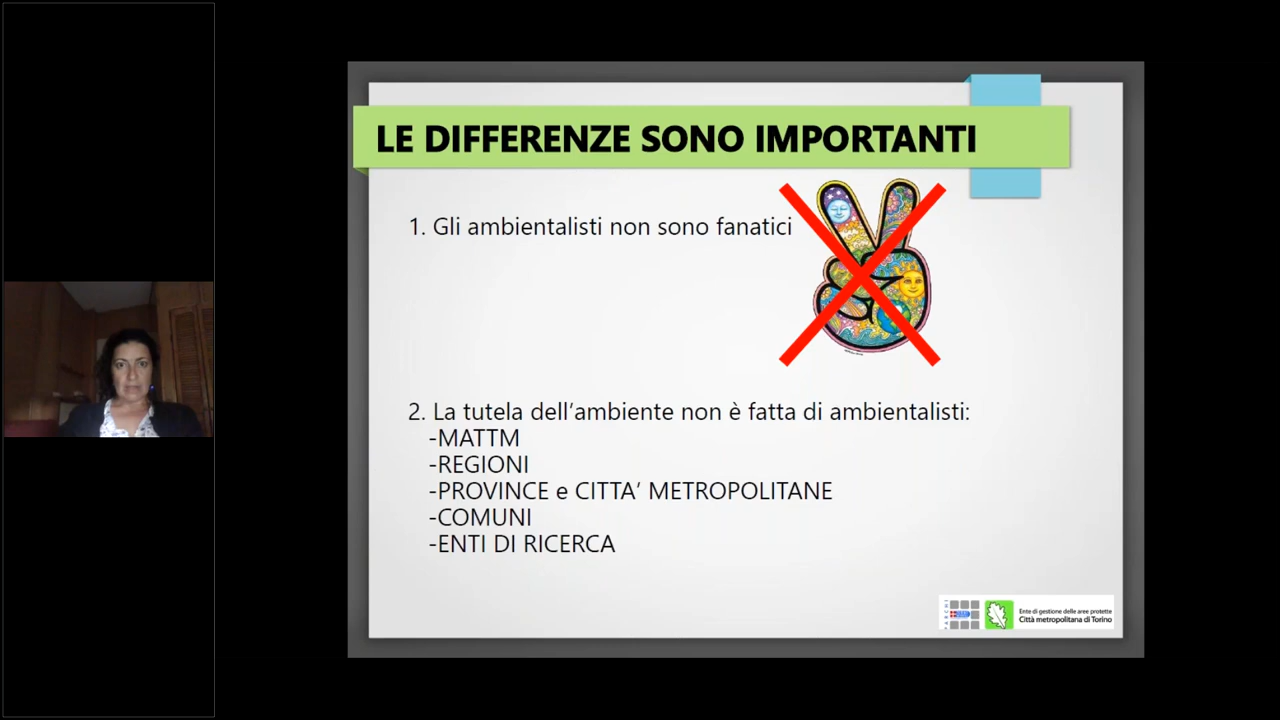 LE DIFFERENZE SONO IMPORTANTI
1. Gli ambientalisti non sono fanatici
2. La tutela dell’ambiente non è fatta di ambientalisti:
-MATTM
-REGIONI
-PROVINCE e CITTA’ METROPOLITANE
-COMUNI
-ENTI DI RICERCA
Ente di gestione delle aree protette
Città metropolitana di Torino